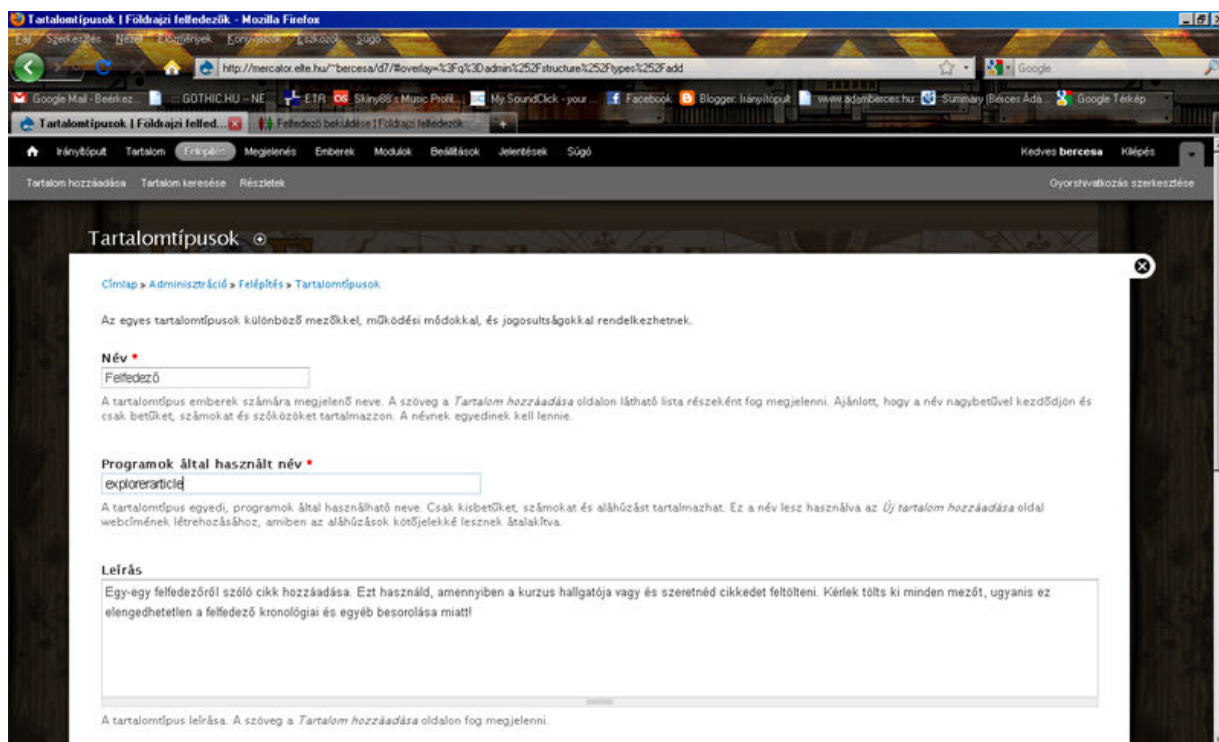 Tartalomtípusok | Földrajzi felfedezők - Mozilla Firefox
Szerkesztés Nézet Előzmények Könyvjelzők Eszközök Súgó
http://mercator.elte.hu/~bercesa/d7/#overlay=%3Fq%3Dadmin%252Fstructure%252Ftypes%252Fadd
Google
Google Mail - Beérkez... :::: GOTHIC.HU - NE... ETR Skiny88's Music Profil... My SoundClick - your ... Facebook Blogger: Irányítópult www.adamberces.hu Summary (Bérces Ádá... Google Térkép
Tartalomtípusok | Földrajzi felfed... Felfedező beküldése | Földrajzi felfedezők
Irányítópult Tartalom Felépítés Megjelenés Emberek Modulok Beállítások Jelentések Súgó Kedves bercesa Kilépés
Tartalom hozzáadása Tartalom keresése Részletek Gyorshivatkozás szerkesztése
Tartalomtípusok
Címlap » Adminisztráció » Felépítés » Tartalomtípusok
Az egyes tartalomtípusok különböző mezőkkel, működési módokkal, és jogosultságokkal rendelkezhetnek.
Név *
Felfedező
A tartalomtípus emberek számára megjelenő neve. A szöveg a Tartalom hozzáadása oldalon látható lista részeként fog megjelenni. Ajánlott, hogy a név nagybetűvel kezdődjön és
csak betűket, számokat és szóközöket tartalmazzon. A névnek egyedinek kell lennie.
Programok által használt név *
explorerarticle
A tartalomtípus egyedi, programok által használható neve. Csak kisbetűket, számokat és aláhúzást tartalmazhat. Ez a név lesz használva az Új tartalom hozzáadása oldal
webcímének létrehozásához, amiben az aláhúzások kötőjelekké lesznek átalakítva.
Leírás
Egy-egy felfedezőről szóló cikk hozzáadása. Ezt használd, amennyiben a kurzus hallgatója vagy és szeretnéd cikkedet feltölteni. Kérlek tölts ki minden mezőt, ugyanis ez
elengedhetetlen a felfedező kronológiai és egyéb besorolása miatt!
A tartalomtípus leírása. A szöveg a Tartalom hozzáadása oldalon fog megjelenni.